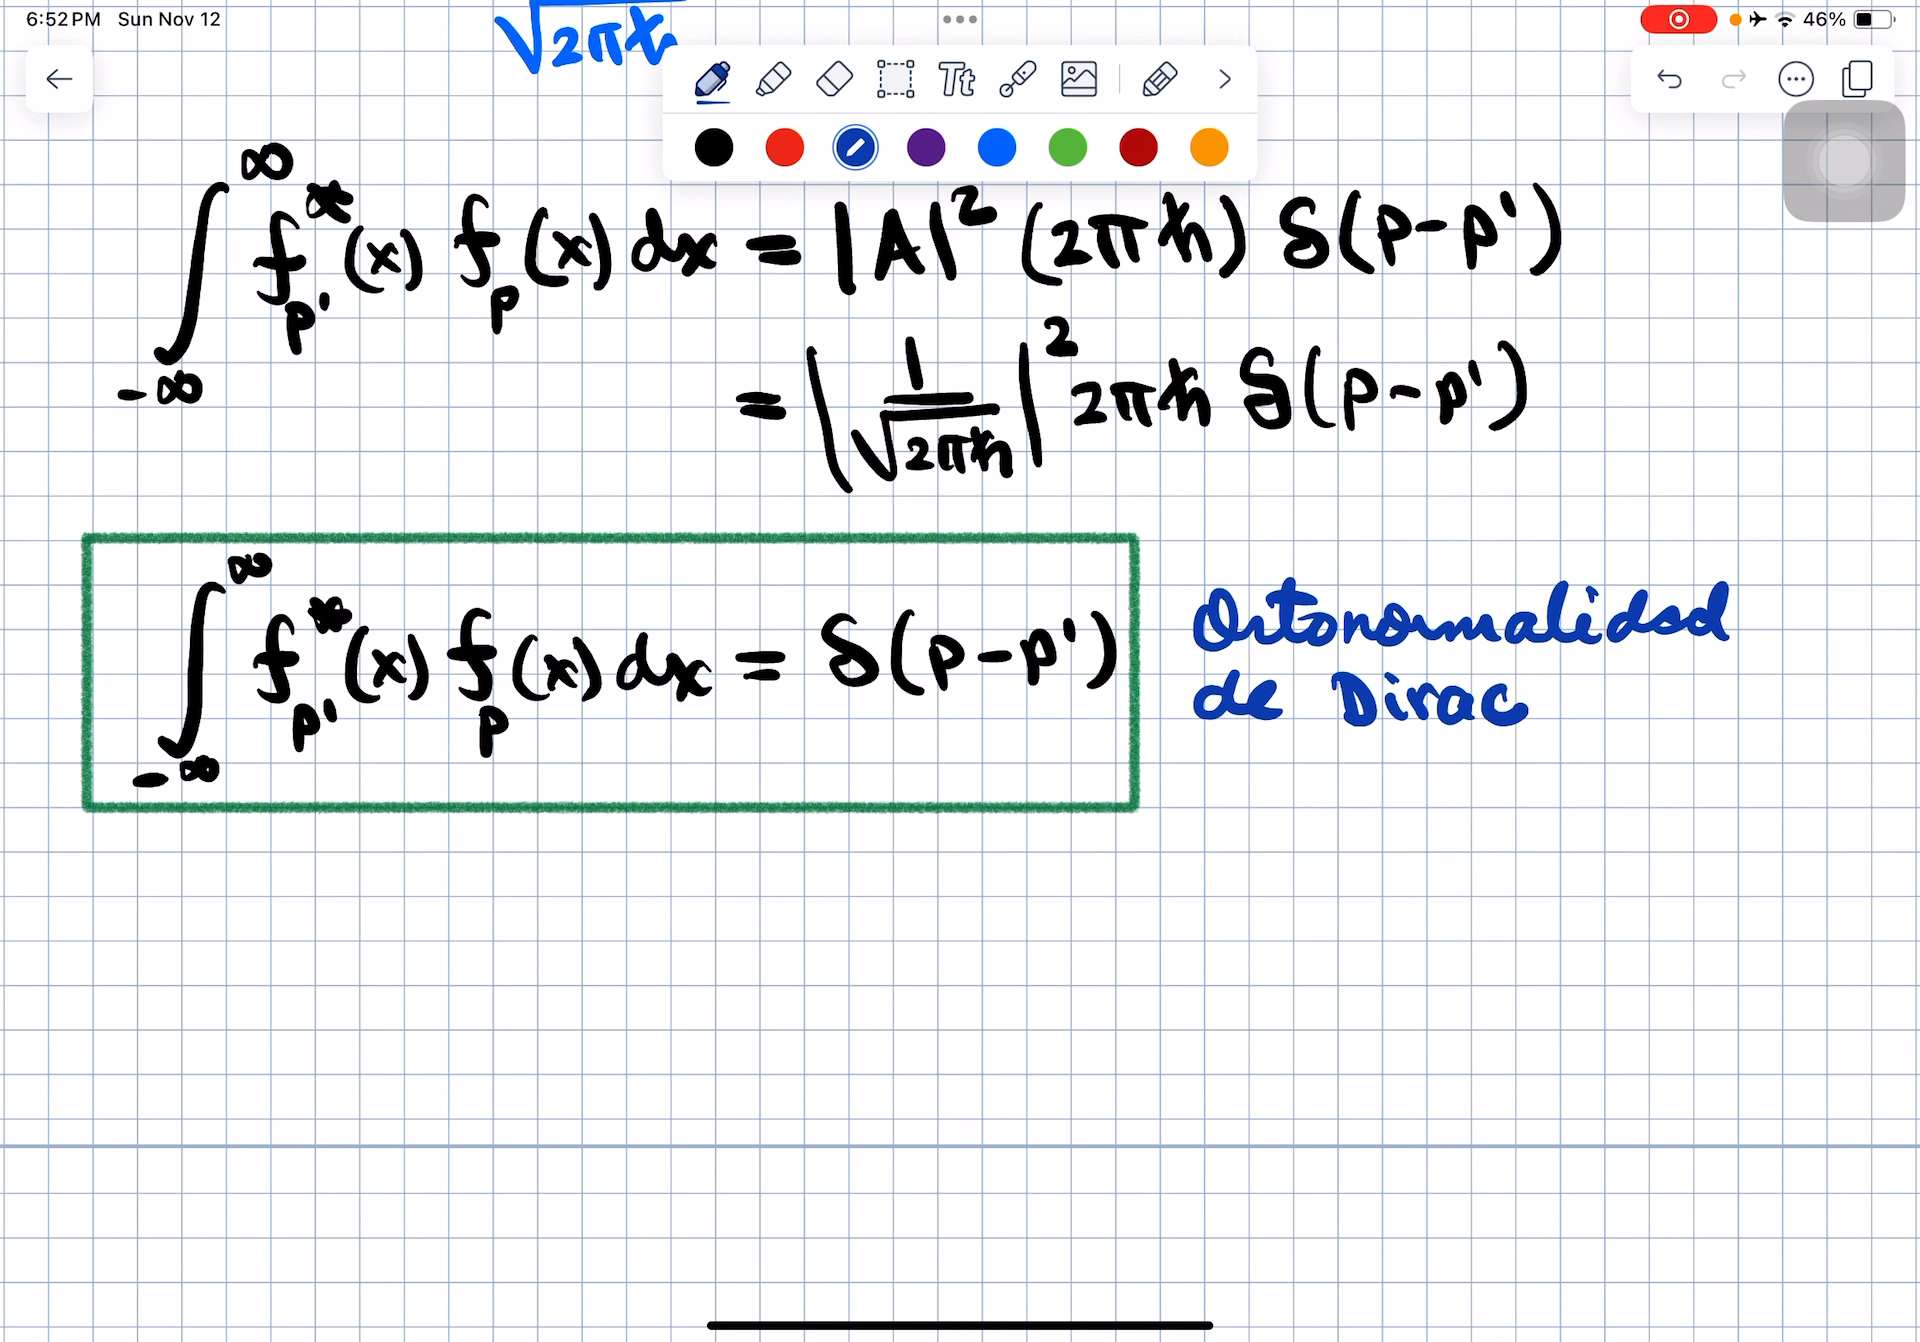 6:52 PM Sun Nov 12
46%
√2πħ
Tt
∫_{-∞}^{∞} f*_{p'}(x) f_p(x) dx = |A|² (2πħ) δ(p-p')
= |1/√2πħ|² 2πħ δ(p-p')
∫_{-∞}^{∞} f*_{p'}(x) f_p(x) dx = δ(p-p')
Ortonormalidad
de Dirac